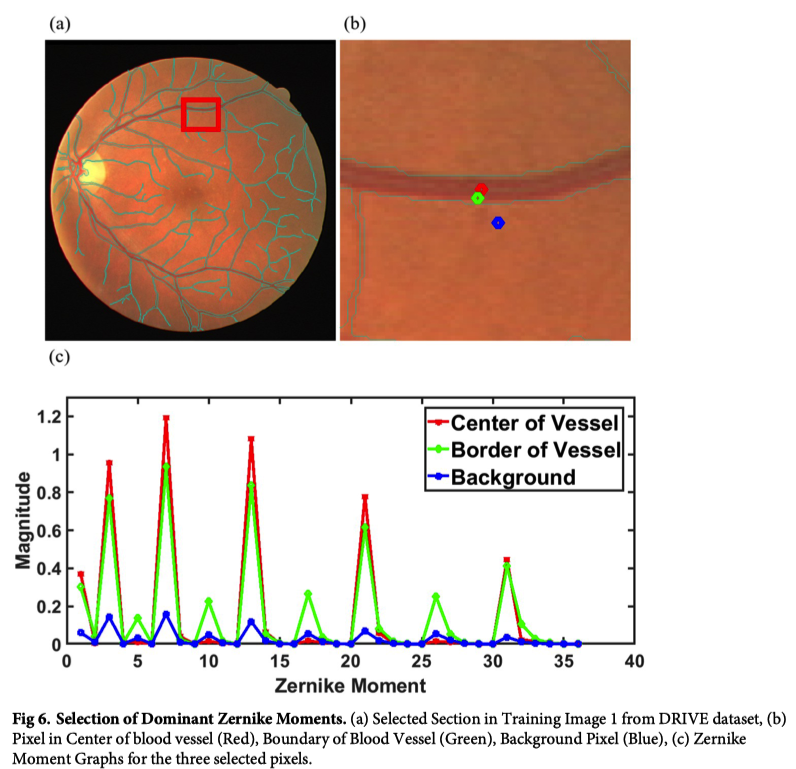 (a)
(b)
(c)
1.2
1
0.8
0.6
0.4
0.2
0
Magnitude
Center of Vessel
Border of Vessel
Background
0 5 10 15 20 25 30 35 40
Zernike Moment
Fig 6. Selection of Dominant Zernike Moments. (a) Selected Section in Training Image 1 from DRIVE dataset, (b)
Pixel in Center of blood vessel (Red), Boundary of Blood Vessel (Green), Background Pixel (Blue), (c) Zernike
Moment Graphs for the three selected pixels.